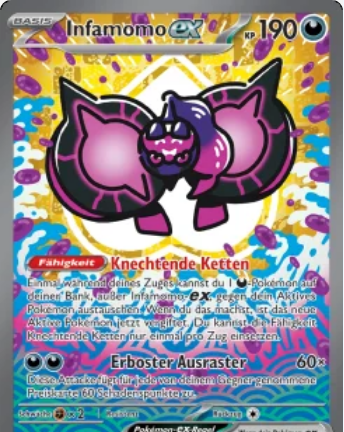 BASIS Infamomo ex KP 190
Fähigkeit Knechtende Ketten
Einmal während deines Zuges kannst du 1 -Pokémon auf
deinen Bank, außer Infamomo ex, gegen dein Aktives
Pokémon austauschen. Wenn du das machst, ist das neue
Aktive Pokémon jetzt vergiftet. Du kannst die Fähigkeit
Knechtende Ketten nur einmal pro Zug einsetzen.
Erboster Ausraster 60×
Diese Attacke fügt für jede von deinem Gegner genommene
Preiskarte 60 Schadenspunkte zu.
Schwäche ×2 Resistenz Rückzug
Pokémon-ex-Regel